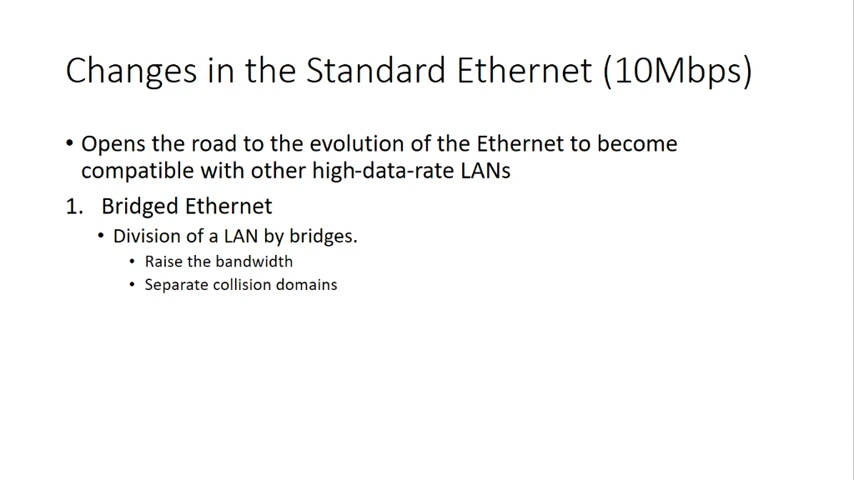 Changes in the Standard Ethernet (10Mbps)
• Opens the road to the evolution of the Ethernet to become
compatible with other high-data-rate LANs
1. Bridged Ethernet
• Division of a LAN by bridges.
• Raise the bandwidth
• Separate collision domains